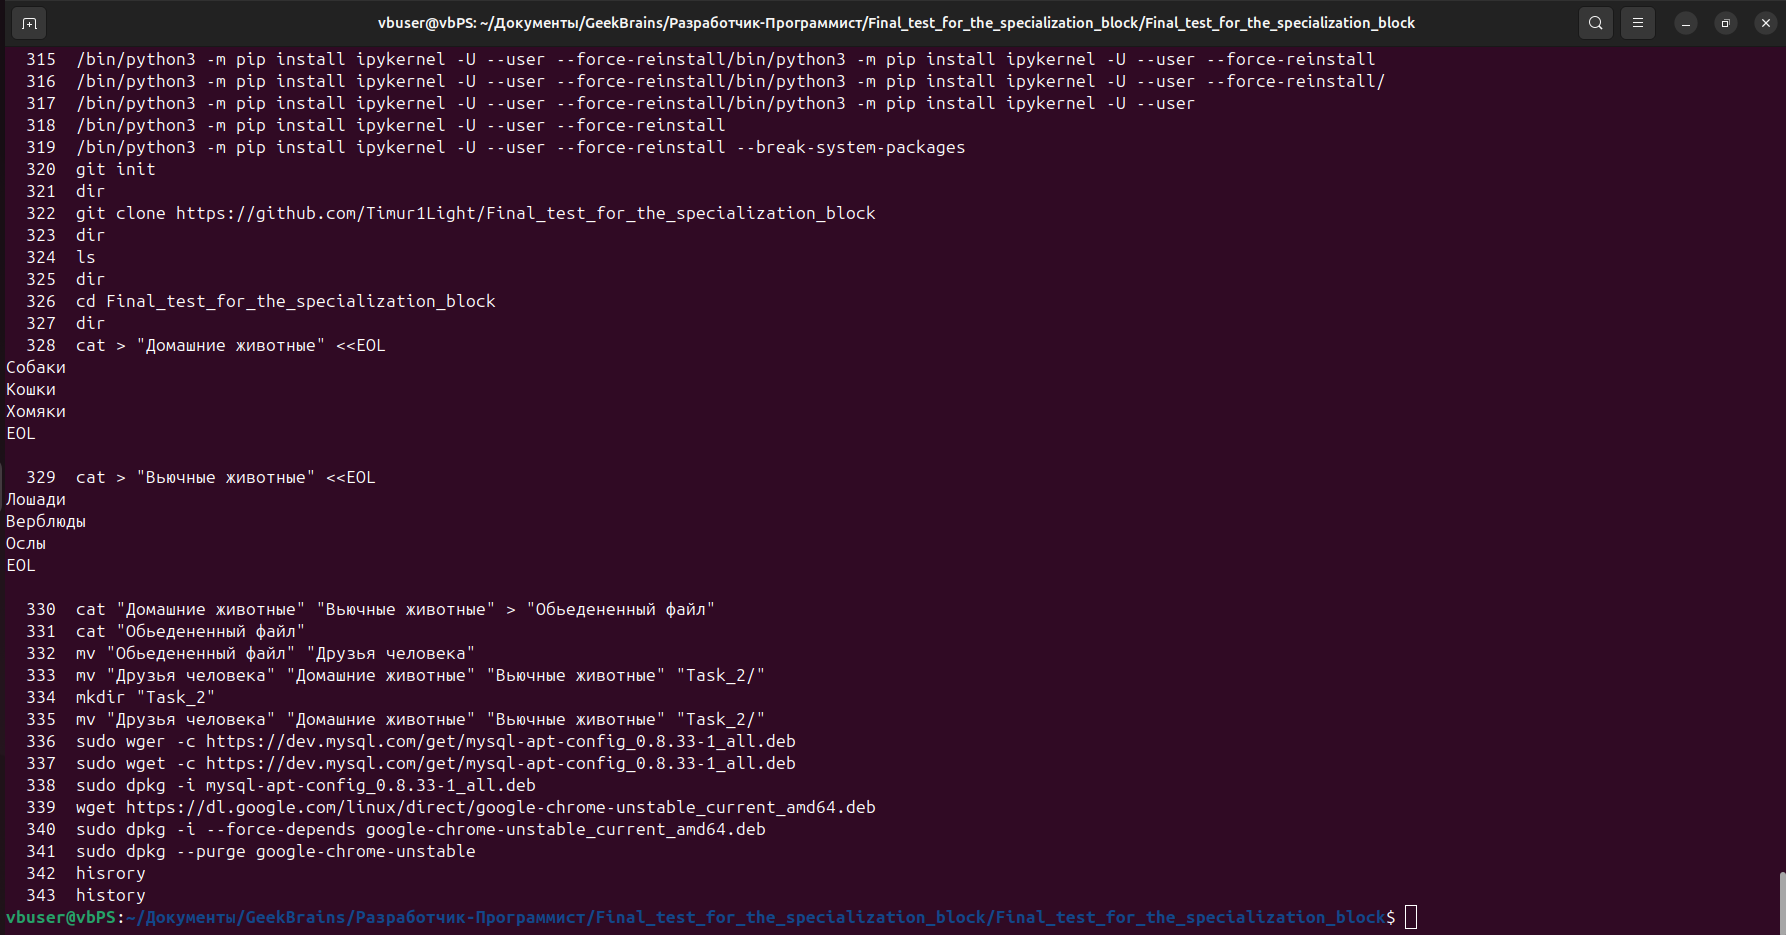 vbuser@vbPS: ~/Документы/GeekBrains/Разработчик-Программист/Final_test_for_the_specialization_block/Final_test_for_the_specialization_block
315 /bin/python3 -m pip install ipykernel -U --user --force-reinstall/bin/python3 -m pip install ipykernel -U --user --force-reinstall
316 /bin/python3 -m pip install ipykernel -U --user --force-reinstall/bin/python3 -m pip install ipykernel -U --user --force-reinstall/
317 /bin/python3 -m pip install ipykernel -U --user --force-reinstall/bin/python3 -m pip install ipykernel -U --user
318 /bin/python3 -m pip install ipykernel -U --user --force-reinstall
319 /bin/python3 -m pip install ipykernel -U --user --force-reinstall --break-system-packages
320 git init
321 dir
322 git clone https://github.com/Timur1Light/Final_test_for_the_specialization_block
323 dir
324 ls
325 dir
326 cd Final_test_for_the_specialization_block
327 dir
328 cat > "Домашние животные" <<EOL
Собаки
Кошки
Хомяки
EOL
329 cat > "Вьючные животные" <<EOL
Лошади
Верблюды
Ослы
EOL
330 cat "Домашние животные" "Вьючные животные" > "Обьедененный файл"
331 cat "Обьедененный файл"
332 mv "Обьедененный файл" "Друзья человека"
333 mv "Друзья человека" "Домашние животные" "Вьючные животные" "Task_2/"
334 mkdir "Task_2"
335 mv "Друзья человека" "Домашние животные" "Вьючные животные" "Task_2/"
336 sudo wger -c https://dev.mysql.com/get/mysql-apt-config_0.8.33-1_all.deb
337 sudo wget -c https://dev.mysql.com/get/mysql-apt-config_0.8.33-1_all.deb
338 sudo dpkg -i mysql-apt-config_0.8.33-1_all.deb
339 wget https://dl.google.com/linux/direct/google-chrome-unstable_current_amd64.deb
340 sudo dpkg -i --force-depends google-chrome-unstable_current_amd64.deb
341 sudo dpkg --purge google-chrome-unstable
342 hisrory
343 history
vbuser@vbPS:~/Документы/GeekBrains/Разработчик-Программист/Final_test_for_the_specialization_block/Final_test_for_the_specialization_block$